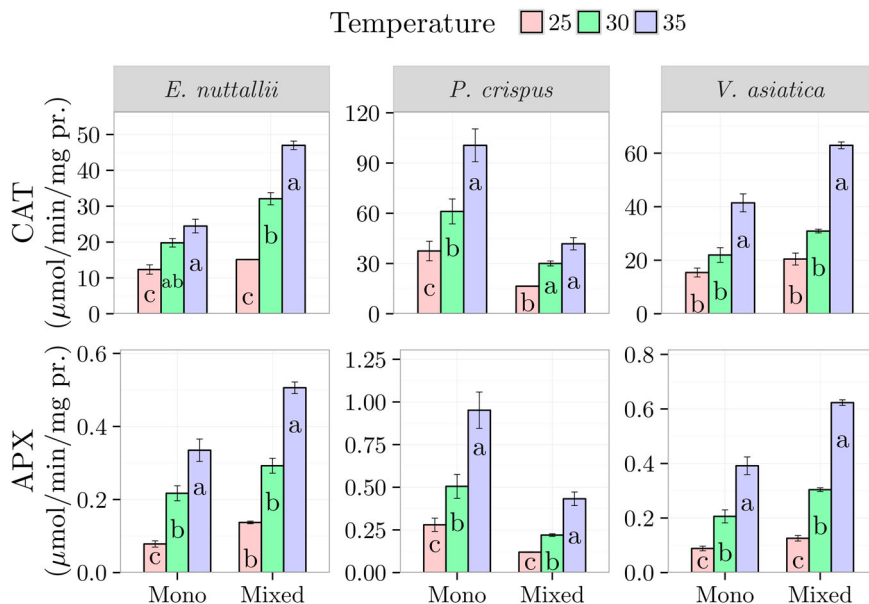 Temperature 25 30 35
E. nuttallii P. crispus V. asiatica
CAT
(μmol/min/mg pr.)
50
40
30
20
10
0
c ab a c b a
120
90
60
30
0
c b a b a a
60
40
20
0
b b a b b a
APX
(μmol/min/mg pr.)
0.6
0.4
0.2
0.0
c b a b b a
1.25
1.00
0.75
0.50
0.25
0.00
c b a c b a
0.8
0.6
0.4
0.2
0.0
c b a c b a
Mono Mixed Mono Mixed Mono Mixed